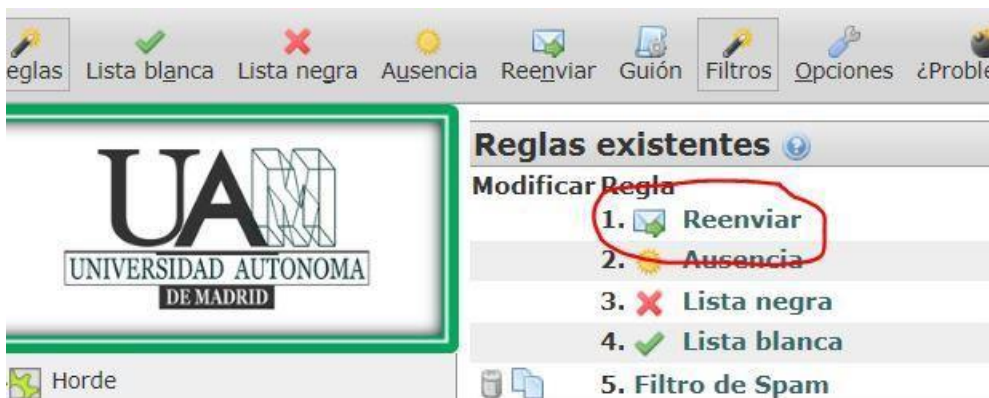 eglas Lista blanca Lista negra Ausencia Reenviar Guión Filtros Opciones ¿Proble
Reglas existentes
Modificar Regla
1. Reenviar
2. Ausencia
3. Lista negra
4. Lista blanca
5. Filtro de Spam
UAM
UNIVERSIDAD AUTONOMA
DE MADRID
Horde